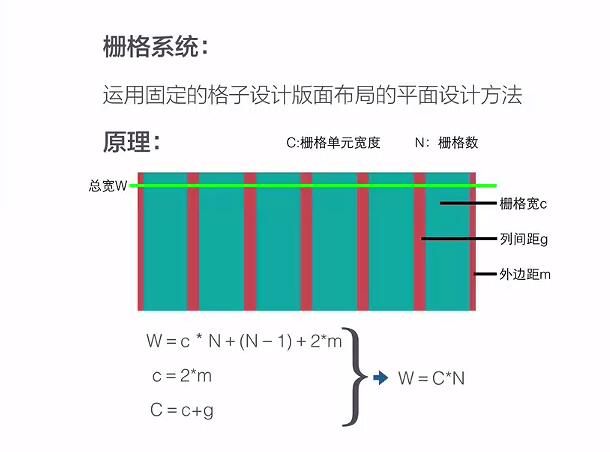 栅格系统：
运用固定的格子设计版面布局的平面设计方法
原理：
C:栅格单元宽度 N：栅格数
总宽W
栅格宽c
列间距g
外边距m
W=c * N+(N-1)+2*m
c=2*m
C=c+g
W=C*N